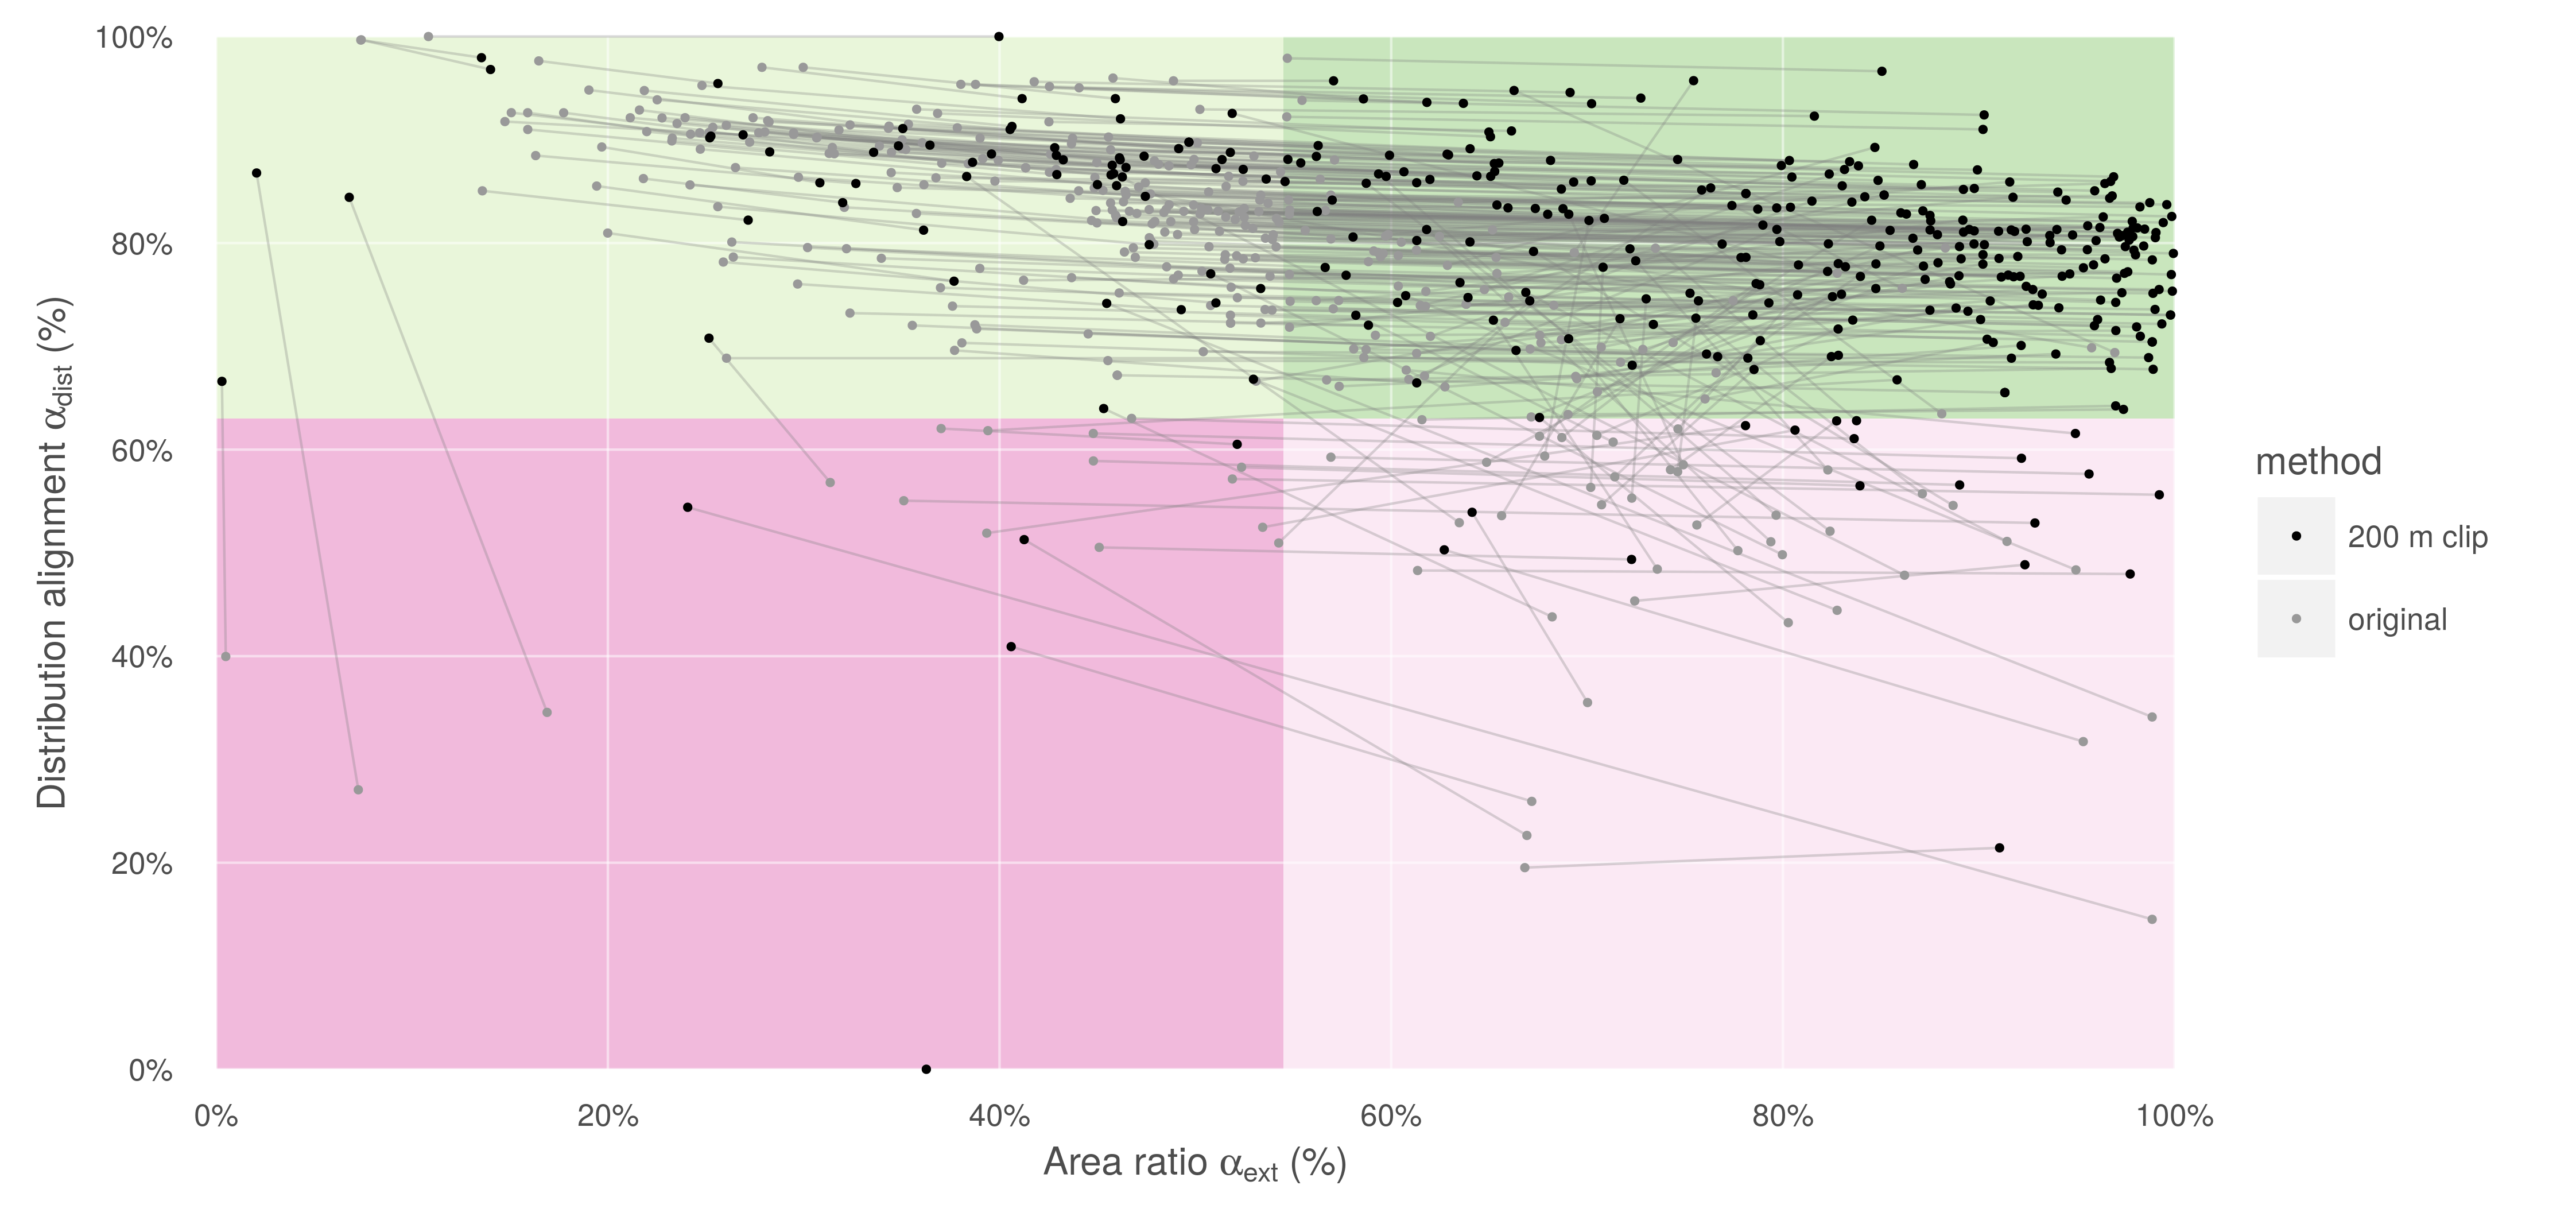 100%
80%
60%
40%
20%
0%
Distribution alignment αdist (%)
0%
20%
40%
60%
80%
100%
Area ratio αext (%)
method
200 m clip
original